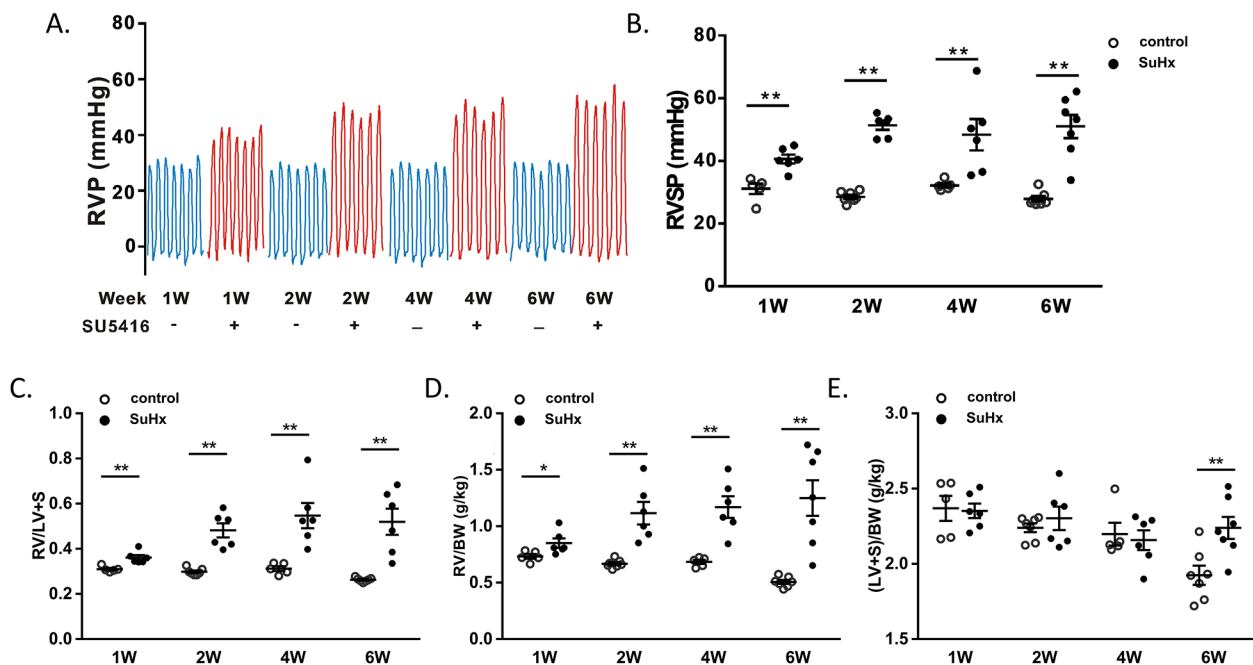 A.
RVP (mmHg)
80
60
40
20
0
Week 1W 1W 2W 2W 4W 4W 6W 6W
SU5416 - + - + – + – +
B.
RVSP (mmHg)
80
60
40
20
0
control
SuHx
** ** ** **
1W 2W 4W 6W
C.
RV/LV+S
control
SuHx
1.0
0.8
0.6
0.4
0.2
0.0
** ** ** **
1W 2W 4W 6W
D.
RV/BW (g/kg)
control
SuHx
2.0
1.5
1.0
0.5
0.0
* ** ** **
1W 2W 4W 6W
E.
(LV+S)/BW (g/kg)
control
SuHx
3.0
2.5
2.0
1.5
**
1W 2W 4W 6W